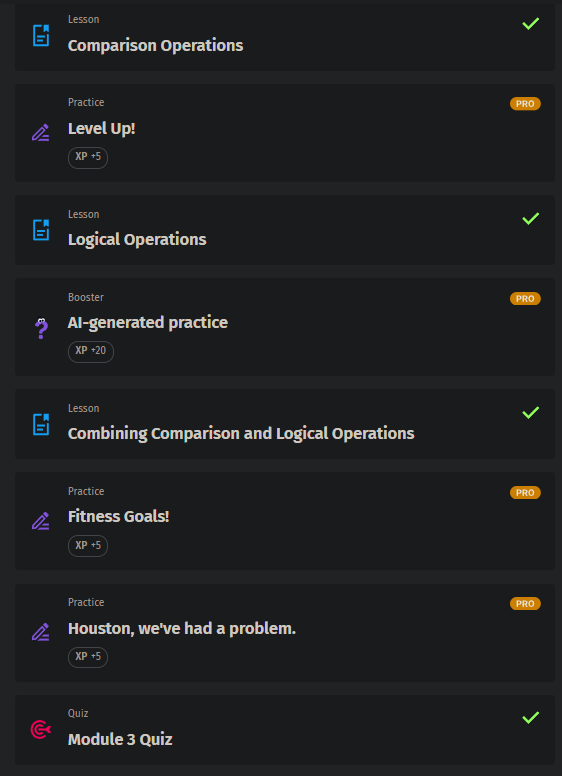 Lesson
Comparison Operations
Practice
PRO
Level Up!
XP +5
Lesson
Logical Operations
Booster
PRO
AI-generated practice
XP +20
Lesson
Combining Comparison and Logical Operations
Practice
PRO
Fitness Goals!
XP +5
Practice
PRO
Houston, we've had a problem.
XP +5
Quiz
Module 3 Quiz